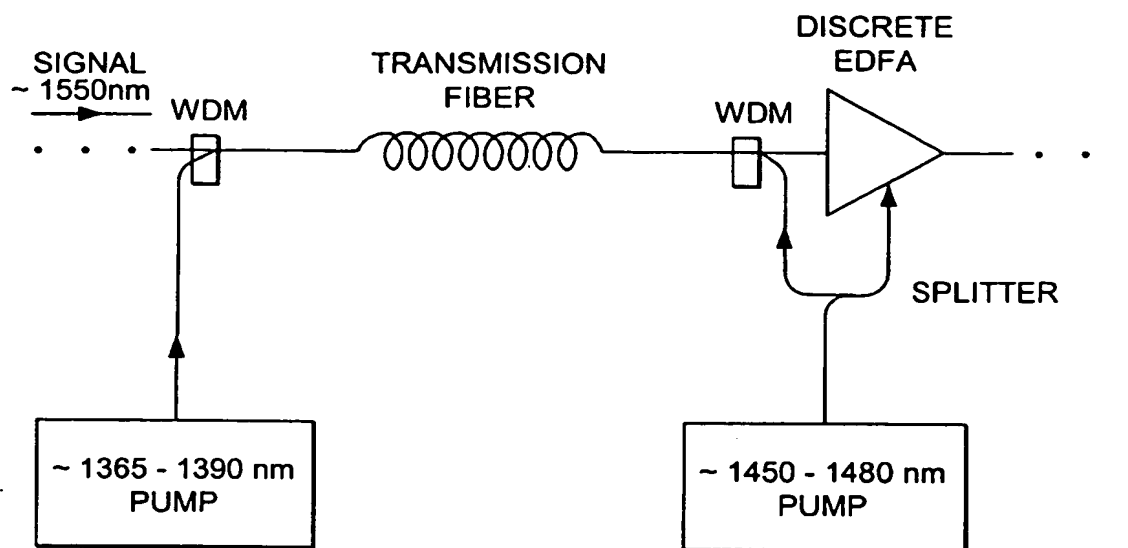 SIGNAL
~ 1550nm
WDM
TRANSMISSION
FIBER
WDM
DISCRETE
EDFA
SPLITTER
~ 1365 - 1390 nm
PUMP
~ 1450 - 1480 nm
PUMP